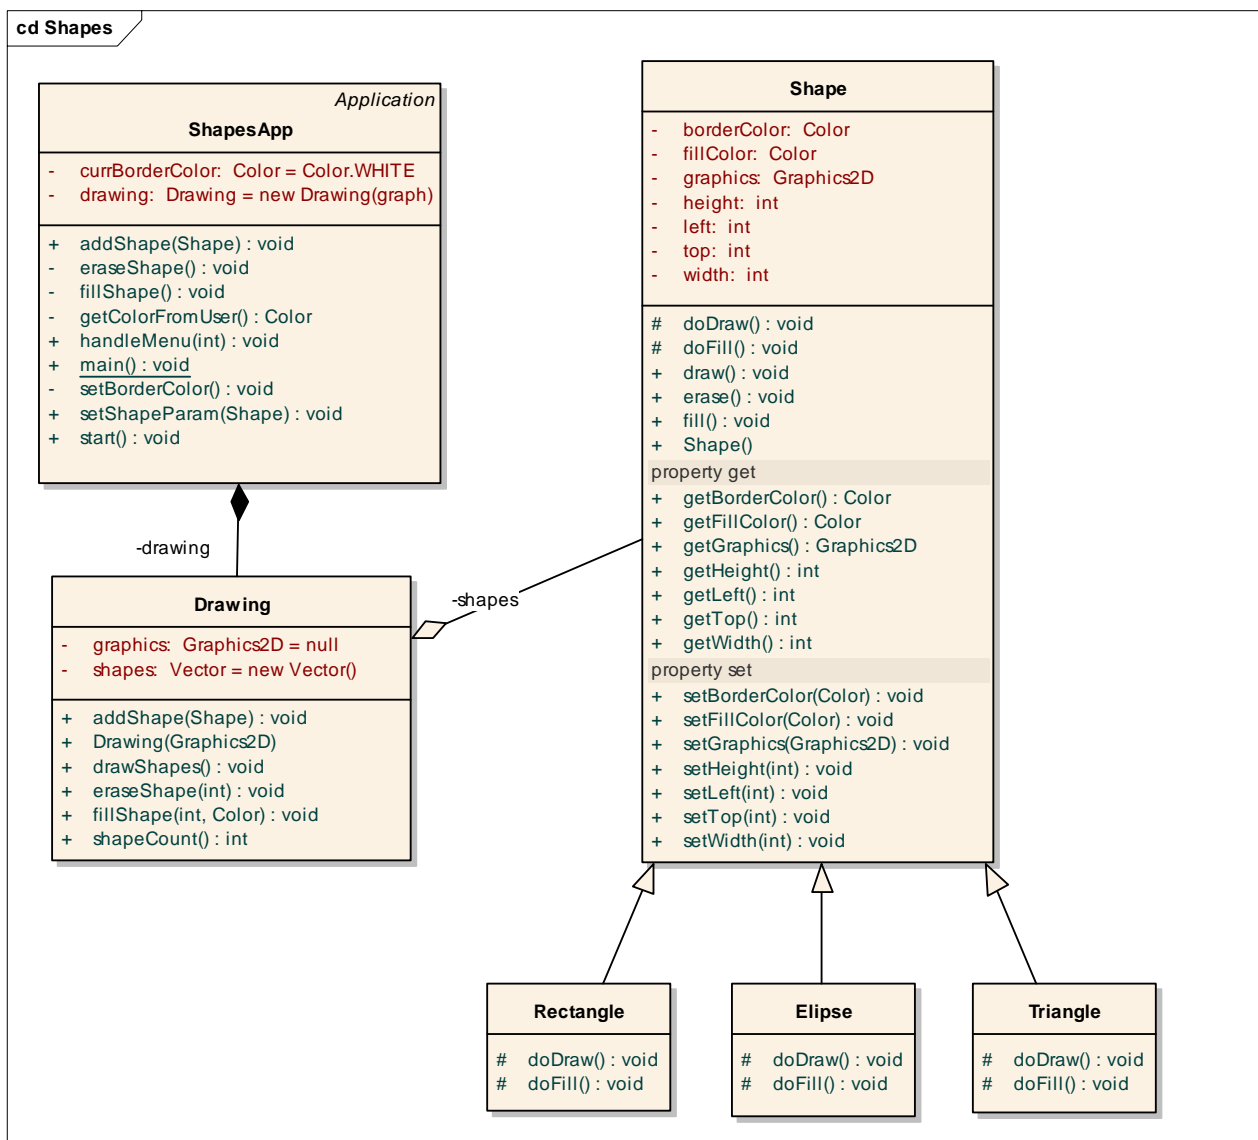 cd Shapes
Application
ShapesApp
- currBorderColor: Color = Color.WHITE
- drawing: Drawing = new Drawing(graph)
+ addShape(Shape) : void
- eraseShape() : void
- fillShape() : void
- getColorFromUser() : Color
+ handleMenu(int) : void
+ main() : void
- setBorderColor() : void
+ setShapeParam(Shape) : void
+ start() : void
-drawing
Drawing
- graphics: Graphics2D = null
- shapes: Vector = new Vector()
+ addShape(Shape) : void
+ Drawing(Graphics2D)
+ drawShapes() : void
+ eraseShape(int) : void
+ fillShape(int, Color) : void
+ shapeCount() : int
-shapes
Shape
- borderColor: Color
- fillColor: Color
- graphics: Graphics2D
- height: int
- left: int
- top: int
- width: int
# doDraw() : void
# doFill() : void
+ draw() : void
+ erase() : void
+ fill() : void
+ Shape()
property get
+ getBorderColor() : Color
+ getFillColor() : Color
+ getGraphics() : Graphics2D
+ getHeight() : int
+ getLeft() : int
+ getTop() : int
+ getWidth() : int
property set
+ setBorderColor(Color) : void
+ setFillColor(Color) : void
+ setGraphics(Graphics2D) : void
+ setHeight(int) : void
+ setLeft(int) : void
+ setTop(int) : void
+ setWidth(int) : void
Rectangle
# doDraw() : void
# doFill() : void
Elipse
# doDraw() : void
# doFill() : void
Triangle
# doDraw() : void
# doFill() : void